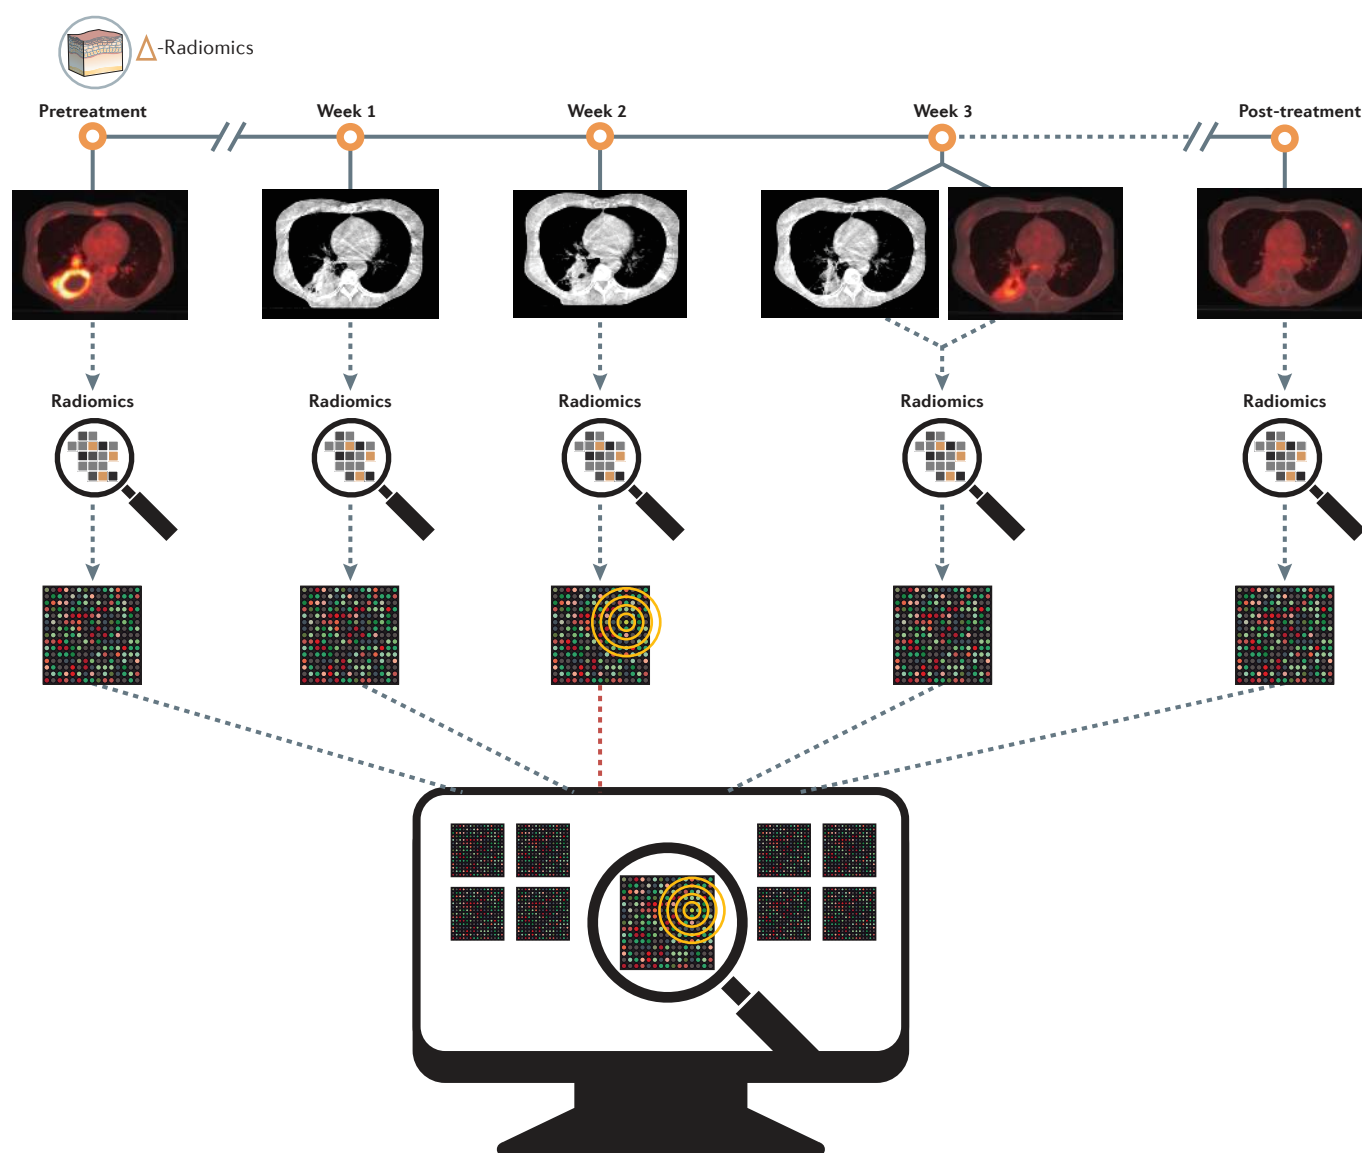 Δ-Radiomics
Pretreatment
Week 1
Week 2
Week 3
Post-treatment
Radiomics
Radiomics
Radiomics
Radiomics
Radiomics